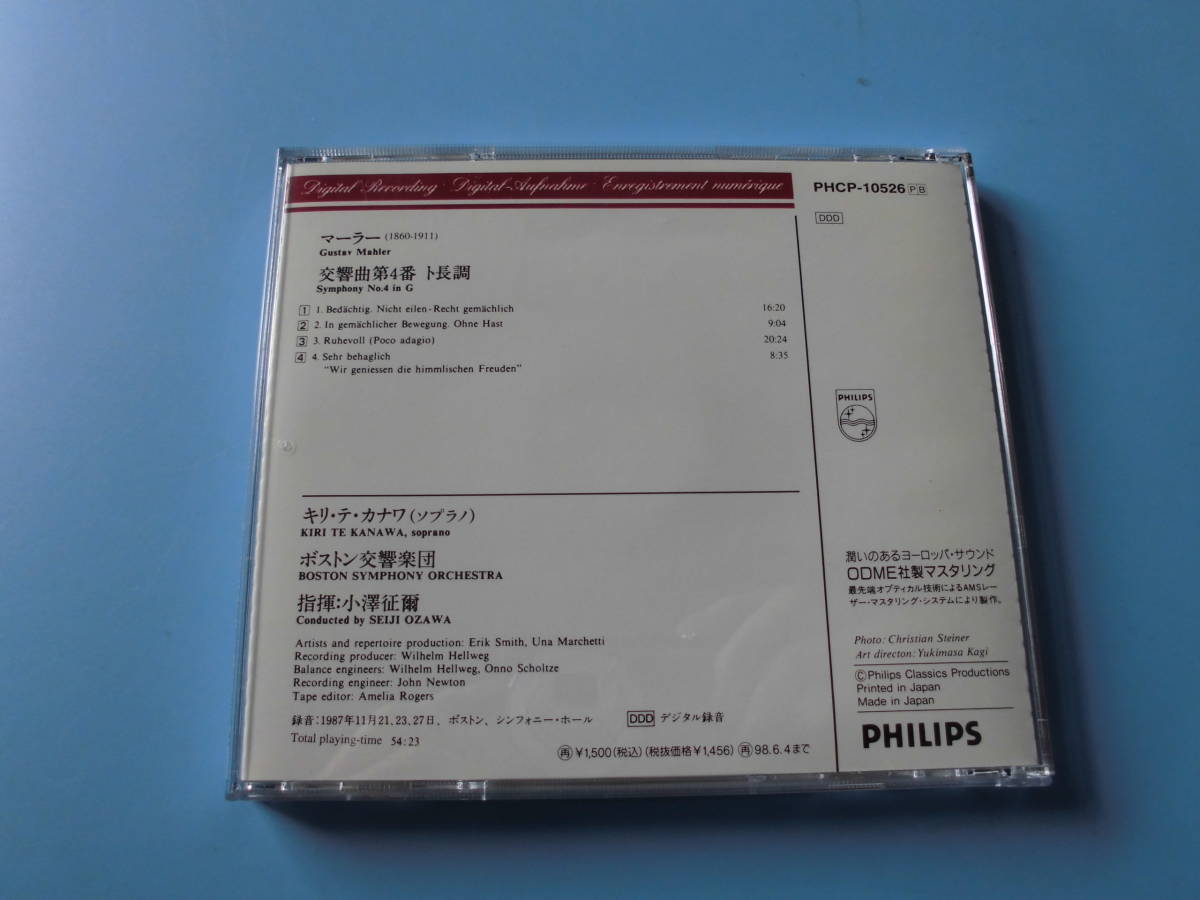 Digital Recording · Digital-Aufnahme · Enregistrement numérique
マーラー (1860-1911)
Gustav Mahler
交響曲第4番 ト長調
Symphony No.4 in G
1 1. Bedächtig. Nicht eilen - Recht gemächlich 16:20
2 2. In gemächlicher Bewegung. Ohne Hast 9:04
3 3. Ruhevoll (Poco adagio) 20:24
4 4. Sehr behaglich 8:35
"Wir geniessen die himmlischen Freuden"
キリ・テ・カナワ(ソプラノ)
KIRI TE KANAWA, soprano
ボストン交響楽団
BOSTON SYMPHONY ORCHESTRA
指揮:小澤征爾
Conducted by SEIJI OZAWA
Artists and repertoire production: Erik Smith, Una Marchetti
Recording producer: Wilhelm Hellweg
Balance engineers: Wilhelm Hellweg, Onno Scholtze
Recording engineer: John Newton
Tape editor: Amelia Rogers
録音:1987年11月21、23、27日、ボストン、シンフォニー・ホール DDD デジタル録音
Total playing-time 54:23
再¥1,500(税込)(税抜価格¥1,456)再98.6.4まで
PHCP-10526 PB
DDD
PHILIPS
潤いのあるヨーロッパ・サウンド
ODME社製マスタリング
最先端オプティカル技術によるAMSレー
ザー・マスタリング・システムにより製作。
Photo: Christian Steiner
Art directon: Yukimasa Kagi
©Philips Classics Productions
Printed in Japan
Made in Japan
PHILIPS